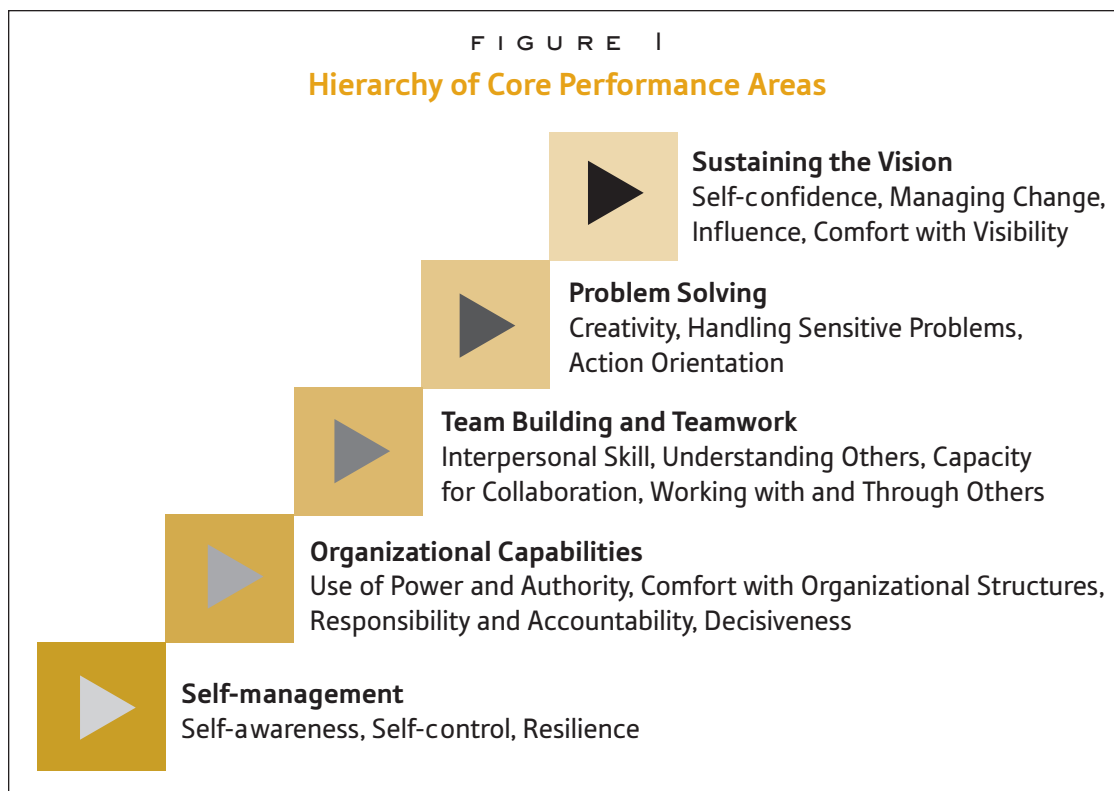 FIGURE I
Hierarchy of Core Performance Areas
Sustaining the Vision
Self-confidence, Managing Change,
Influence, Comfort with Visibility
Problem Solving
Creativity, Handling Sensitive Problems,
Action Orientation
Team Building and Teamwork
Interpersonal Skill, Understanding Others, Capacity
for Collaboration, Working with and Through Others
Organizational Capabilities
Use of Power and Authority, Comfort with Organizational Structures,
Responsibility and Accountability, Decisiveness
Self-management
Self-awareness, Self-control, Resilience